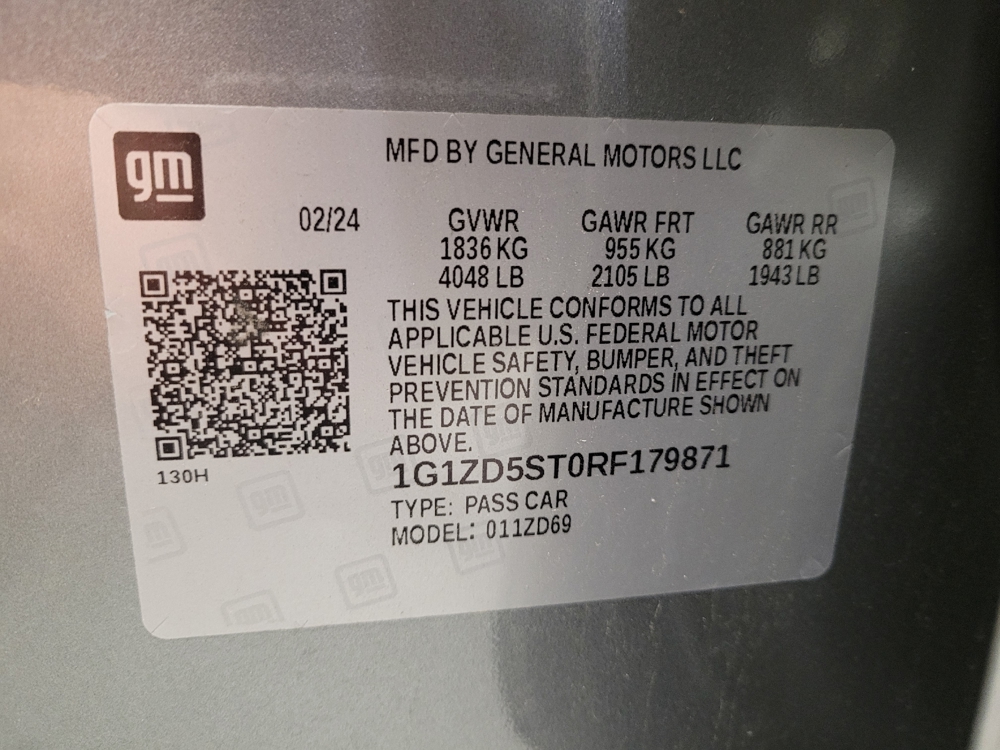 gm
MFD BY GENERAL MOTORS LLC
02/24 GVWR GAWR FRT GAWR RR
1836 KG 955 KG 881 KG
4048 LB 2105 LB 1943 LB
THIS VEHICLE CONFORMS TO ALL
APPLICABLE U.S. FEDERAL MOTOR
VEHICLE SAFETY, BUMPER, AND THEFT
PREVENTION STANDARDS IN EFFECT ON
THE DATE OF MANUFACTURE SHOWN
ABOVE.
130H
1G1ZD5ST0RF179871
TYPE: PASS CAR
MODEL: 011ZD69